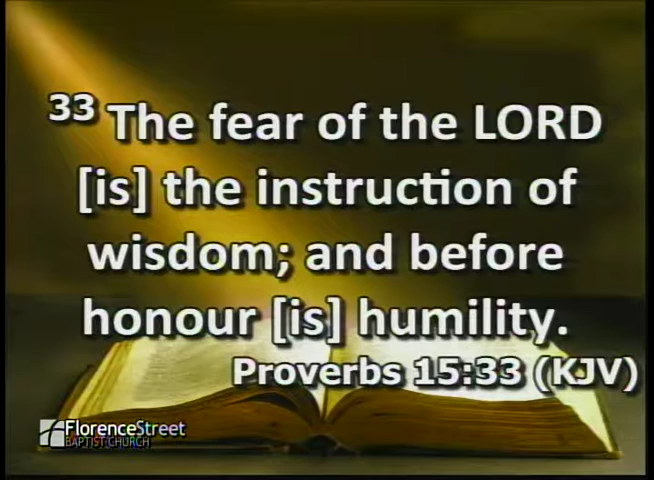 33 The fear of the LORD
[is] the instruction of
wisdom; and before
honour [is] humility.
Proverbs 15:33 (KJV)
FlorenceStreet
BAPTIST CHURCH